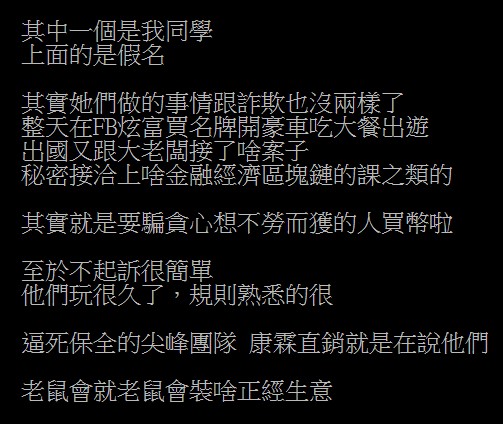 其中一個是我同學
上面的是假名
其實她們做的事情跟詐欺也沒兩樣了
整天在FB炫富買名牌開豪車吃大餐出遊
出國又跟大老闆接了啥案子
秘密接洽上啥金融經濟區塊鏈的課之類的
其實就是要騙貪心想不勞而獲的人買幣啦
至於不起訴很簡單
他們玩很久了，規則熟悉的很
逼死保全的尖峰團隊 康霖直銷就是在說他們
老鼠會就老鼠會裝啥正經生意